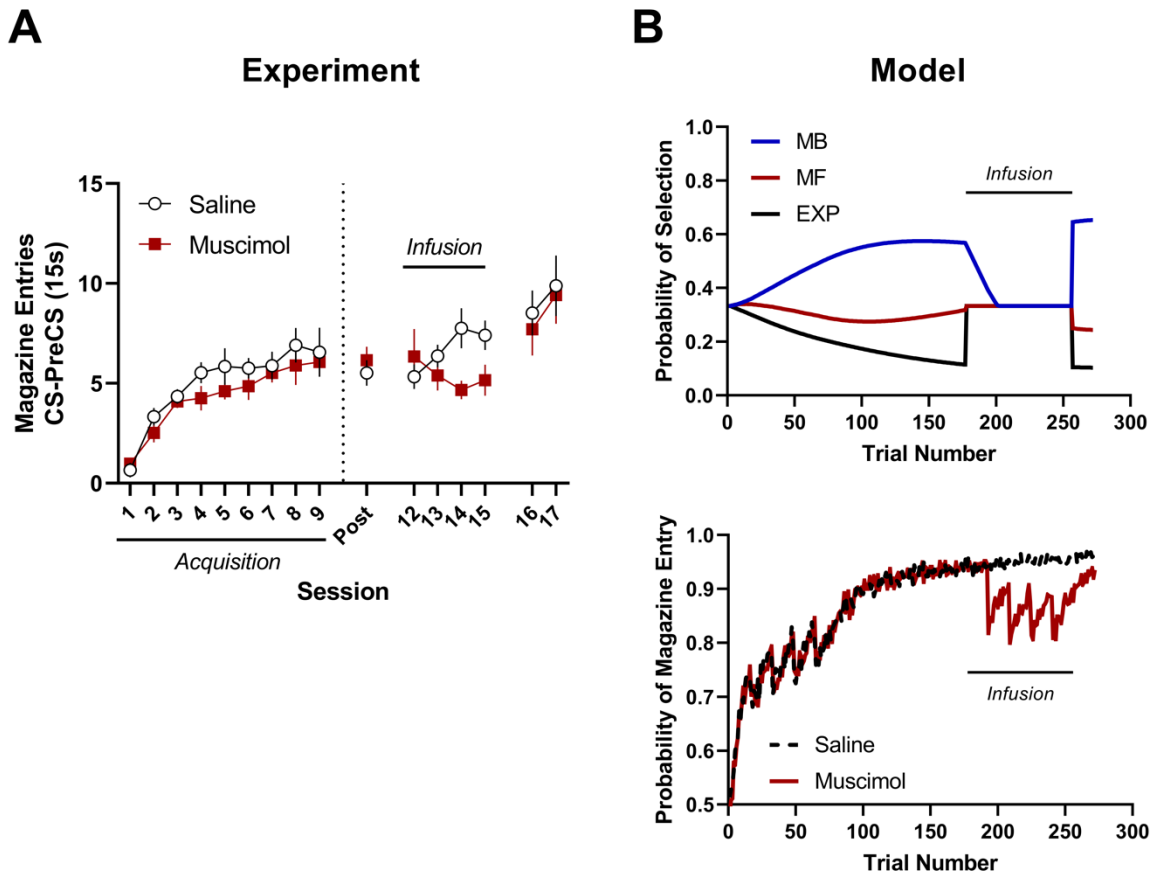 A
Experiment
Magazine Entries
CS-PreCS (15s)
15
10
5
0
Saline
Muscimol
Infusion
1 2 3 4 5 6 7 8 9 Post 12 13 14 15 16 17
Acquisition
Session
B
Model
Probability of Selection
1.0
0.8
0.6
0.4
0.2
0.0
MB
MF
EXP
Infusion
0 50 100 150 200 250 300
Trial Number
Probability of Magazine Entry
1.0
0.9
0.8
0.7
0.6
0.5
Infusion
Saline
Muscimol
0 50 100 150 200 250 300
Trial Number